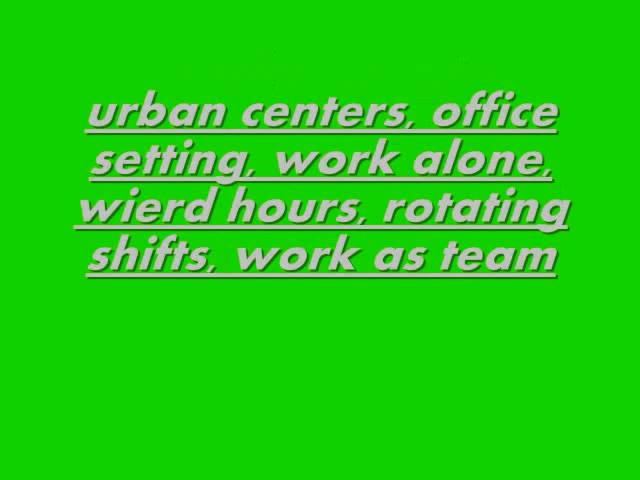 urban centers, office
setting, work alone,
wierd hours, rotating
shifts, work as team